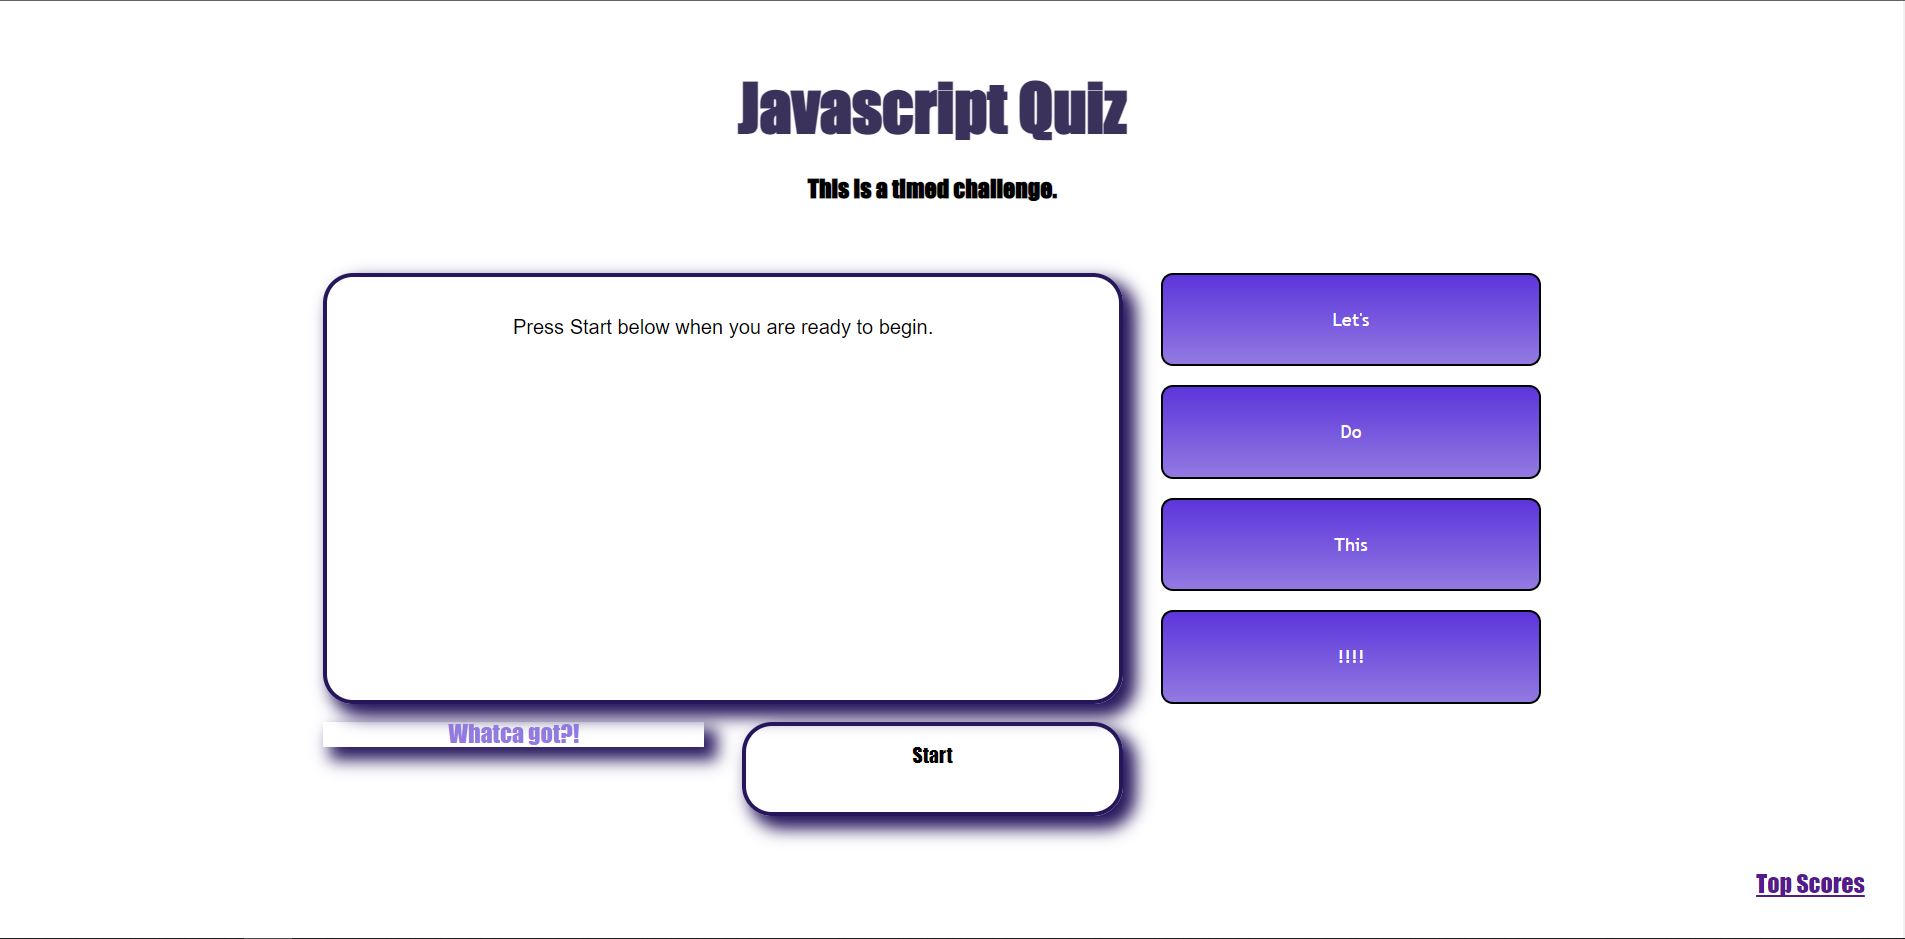 Javascript Quiz
This is a timed challenge.
Press Start below when you are ready to begin.
Let's
Do
This
!!!!
Whatca got?!
Start
Top Scores